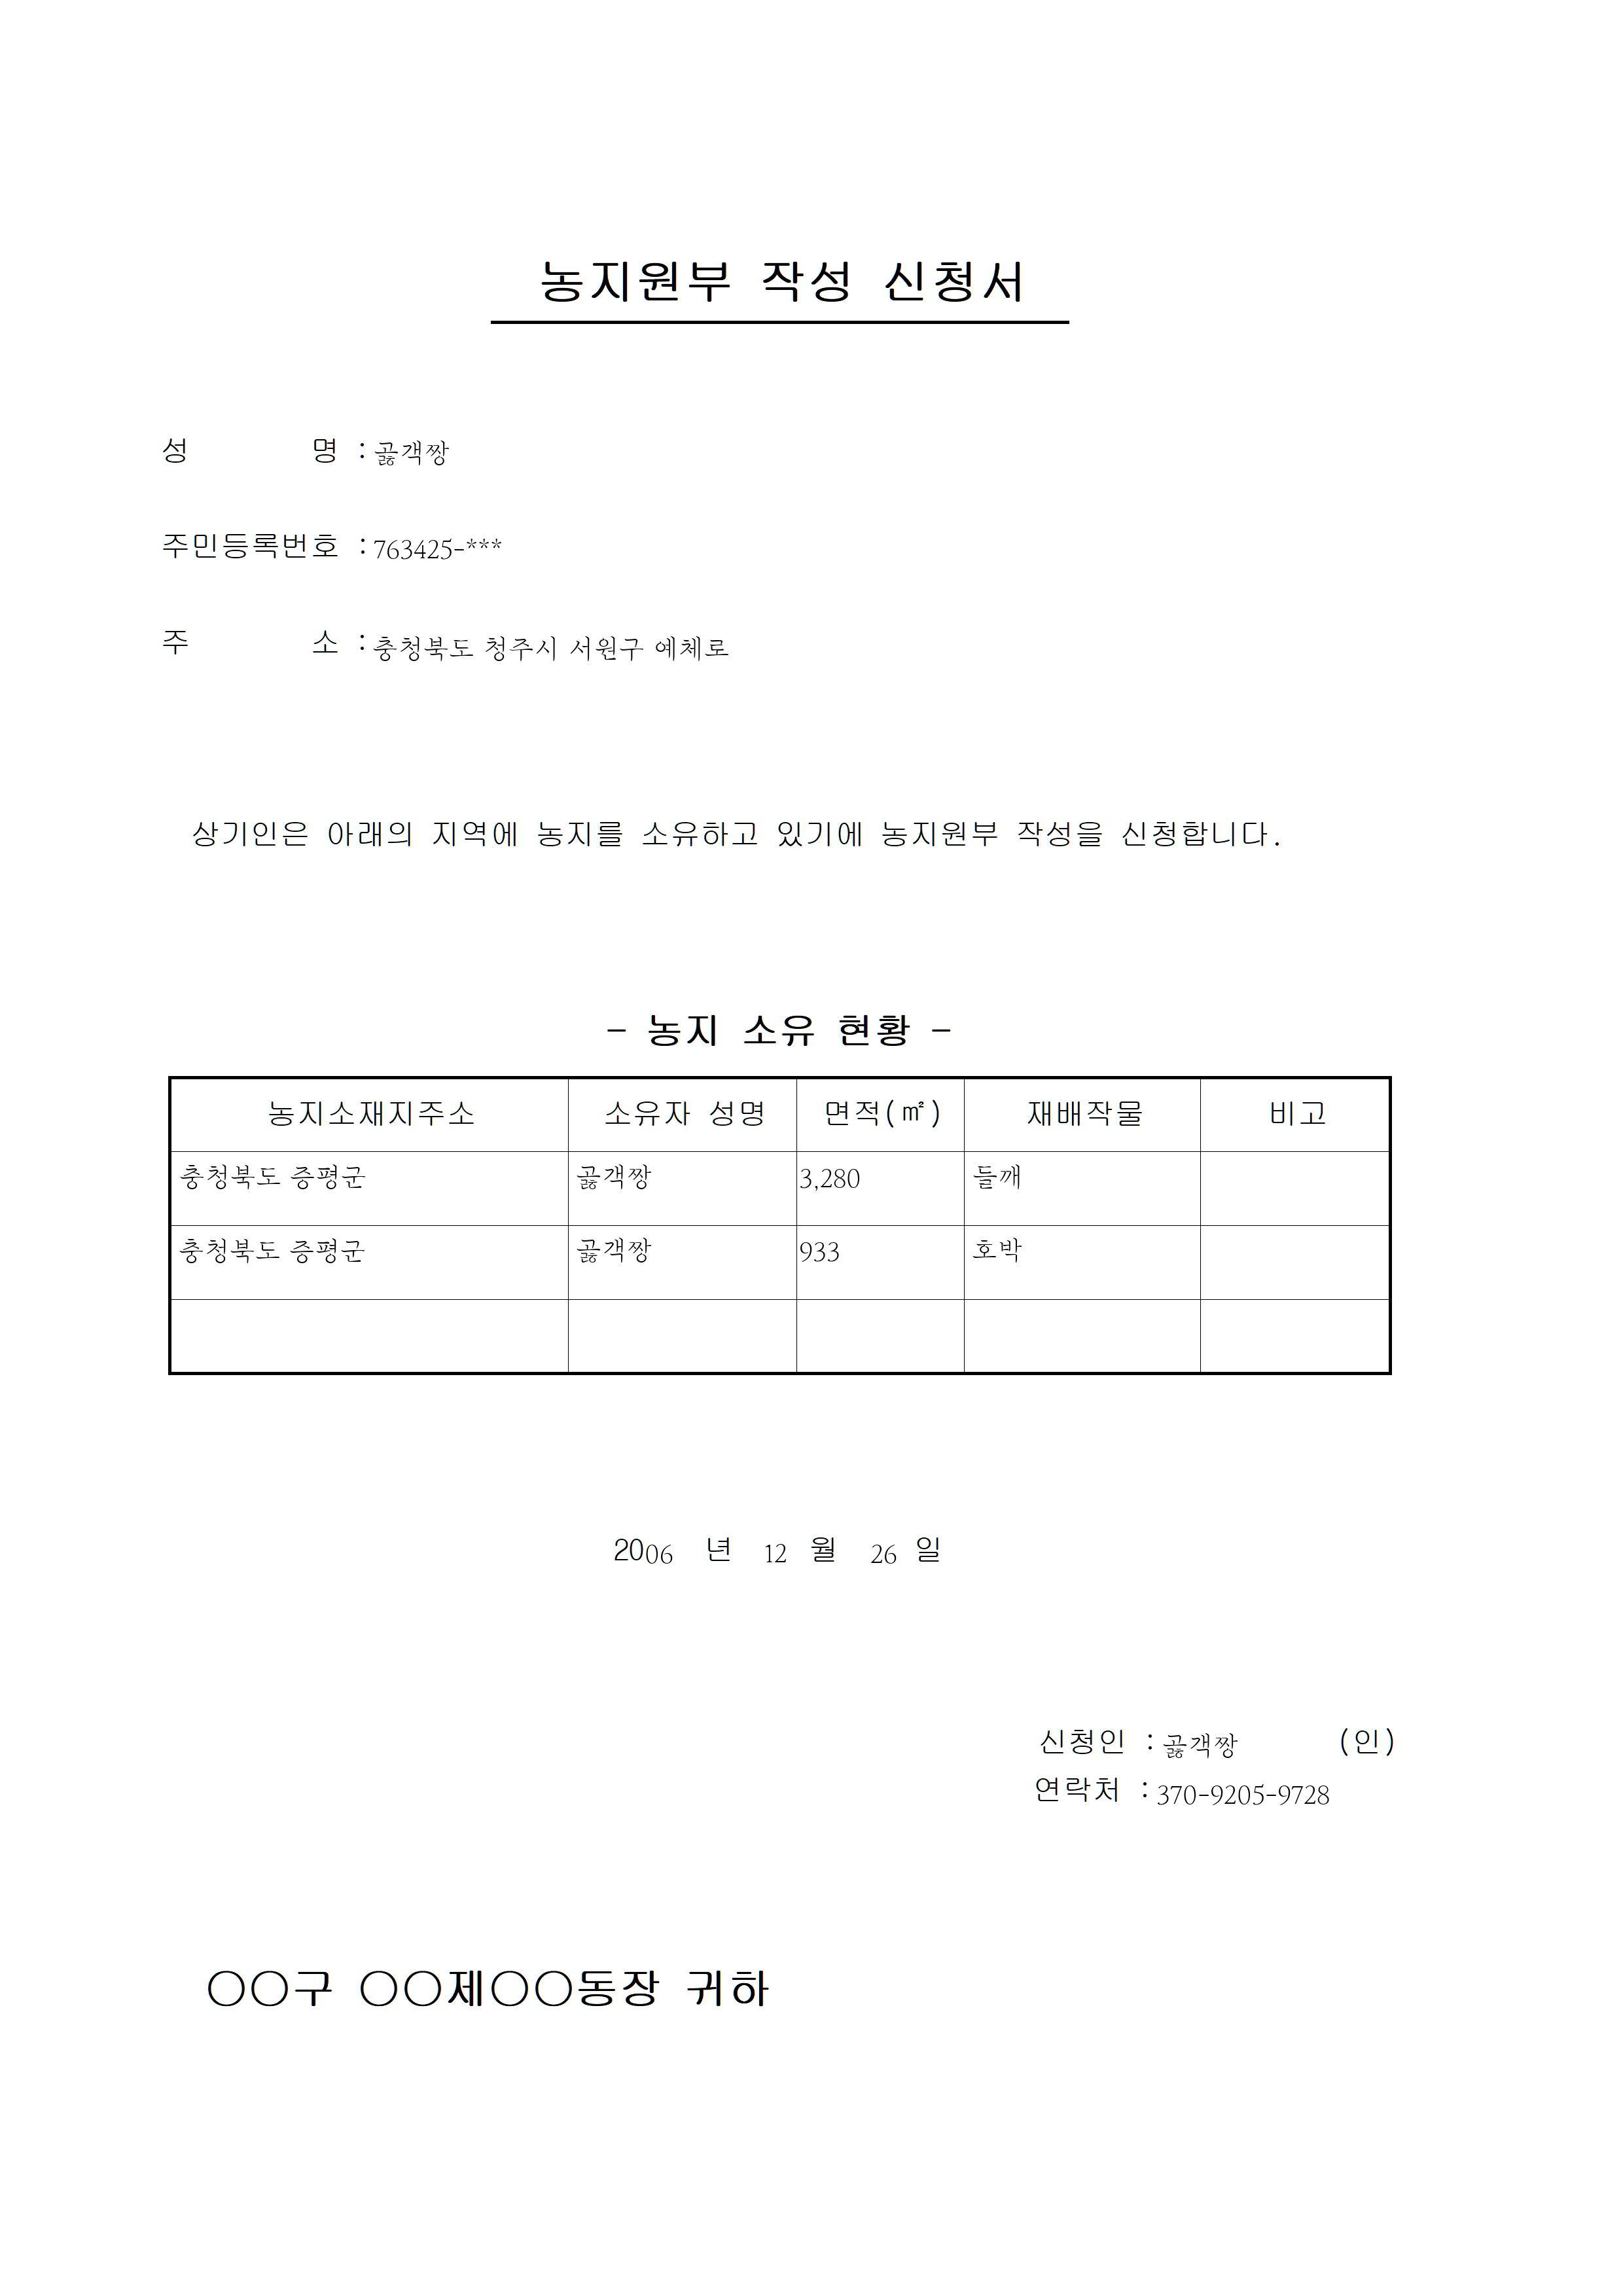 농지원부 작성 신청서
성 명 : 곯객짱
주민등록번호 : 763425-***
주 소 : 충청북도 청주시 서원구 예체로
상기인은 아래의 지역에 농지를 소유하고 있기에 농지원부 작성을 신청합니다.
- 농지 소유 현황 -
농지소재지주소 소유자 성명 면적(㎡) 재배작물 비고
충청북도 증평군 곯객짱 3,280 들깨
충청북도 증평군 곯객짱 933 호박
2006 년 12 월 26 일
신청인 : 곯객짱 (인)
연락처 : 370-9205-9728
○○구 ○○제○○동장 귀하